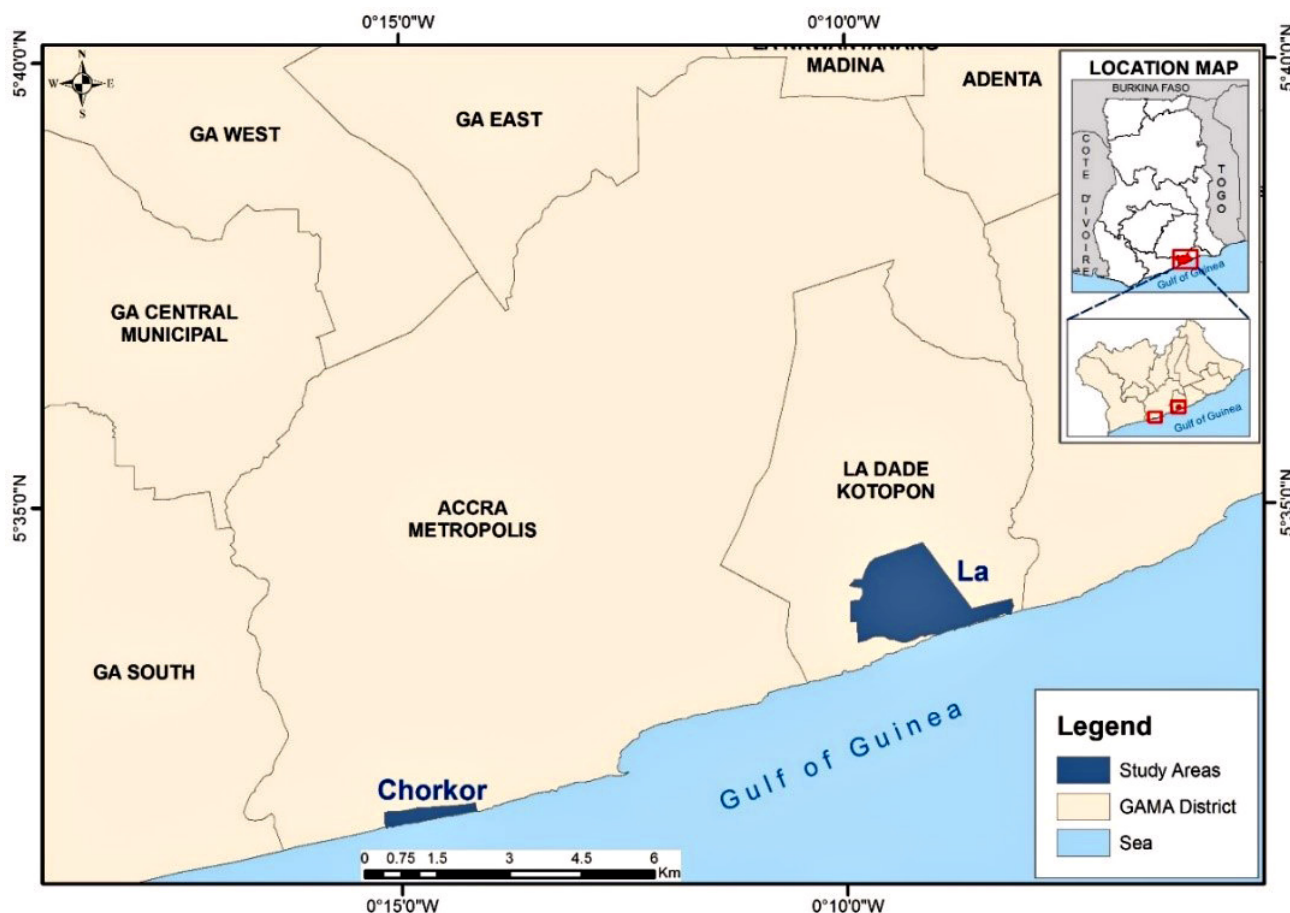 0°15'0"W
0°10'0"W
5°40'0"N
5°40'0"N
N
W
E
S
MADINA
ADENTA
GA EAST
GA WEST
GA CENTRAL
MUNICIPAL
ACCRA
METROPOLIS
LA DADE
KOTOPON
La
GA SOUTH
Chorkor
Gulf of Guinea
5°35'0"N
5°35'0"N
LOCATION MAP
BURKINA FASO
COTE D'IVOIRE
TOGO
Gulf of Guinea
Gulf of Guinea
Legend
Study Areas
GAMA District
Sea
0 0.75 1.5 3 4.5 6
Km
0°15'0"W
0°10'0"W